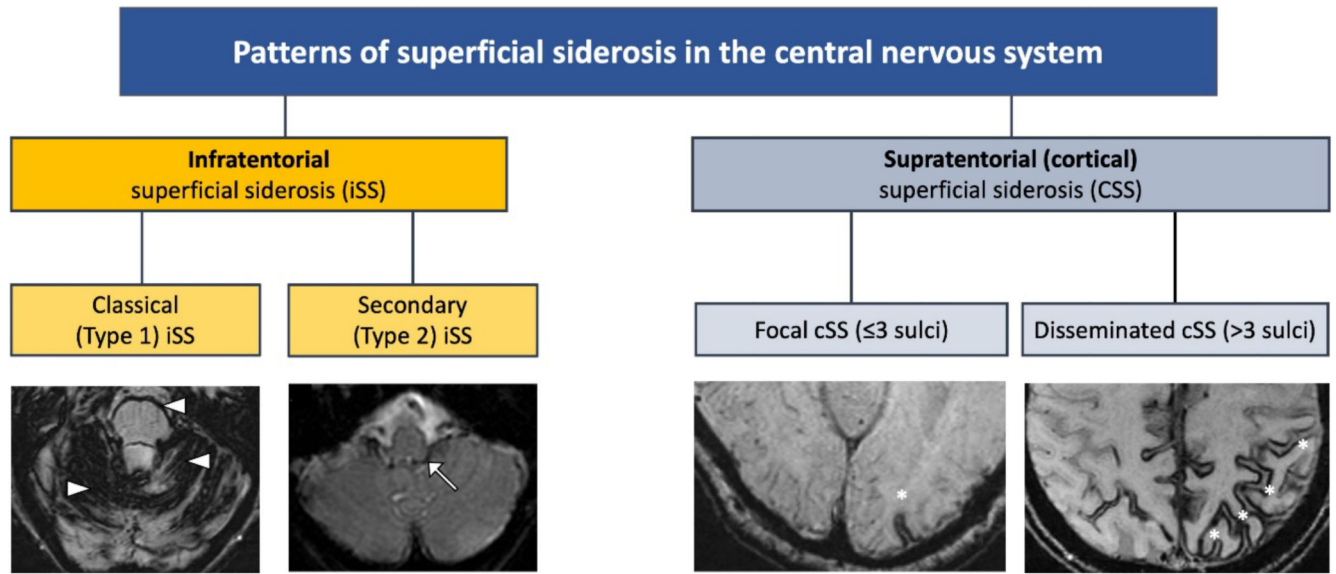 Patterns of superficial siderosis in the central nervous system
Infratentorial
superficial siderosis (iSS)
Supratentorial (cortical)
superficial siderosis (CSS)
Classical
(Type 1) iSS
Secondary
(Type 2) iSS
Focal cSS (≤3 sulci)
Disseminated cSS (>3 sulci)
*
*
*
*
*